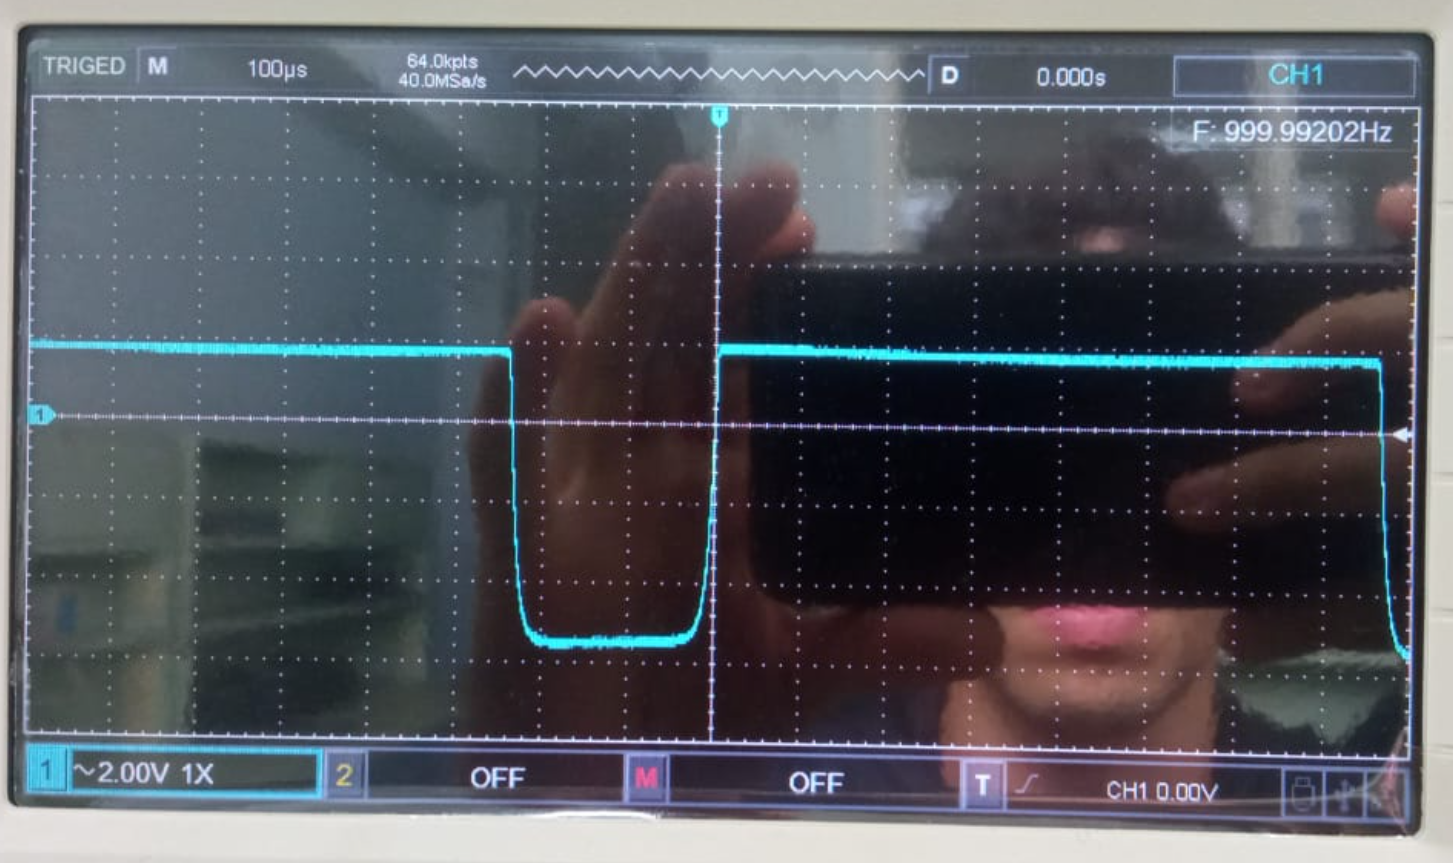 TRIGED M 100µs 64.0kpts D 0.000s CH1
40.0MSa/s
T
F: 999.99202Hz
1
1 ~2.00V 1X 2 OFF M OFF T CH1 0.00V